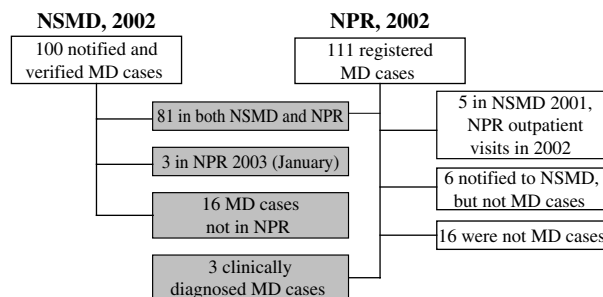 NSMD, 2002
100 notified and
verified MD cases
NPR, 2002
111 registered
MD cases
81 in both NSMD and NPR
3 in NPR 2003 (January)
16 MD cases
not in NPR
3 clinically
diagnosed MD cases
5 in NSMD 2001,
NPR outpatient
visits in 2002
6 notified to NSMD,
but not MD cases
16 were not MD cases